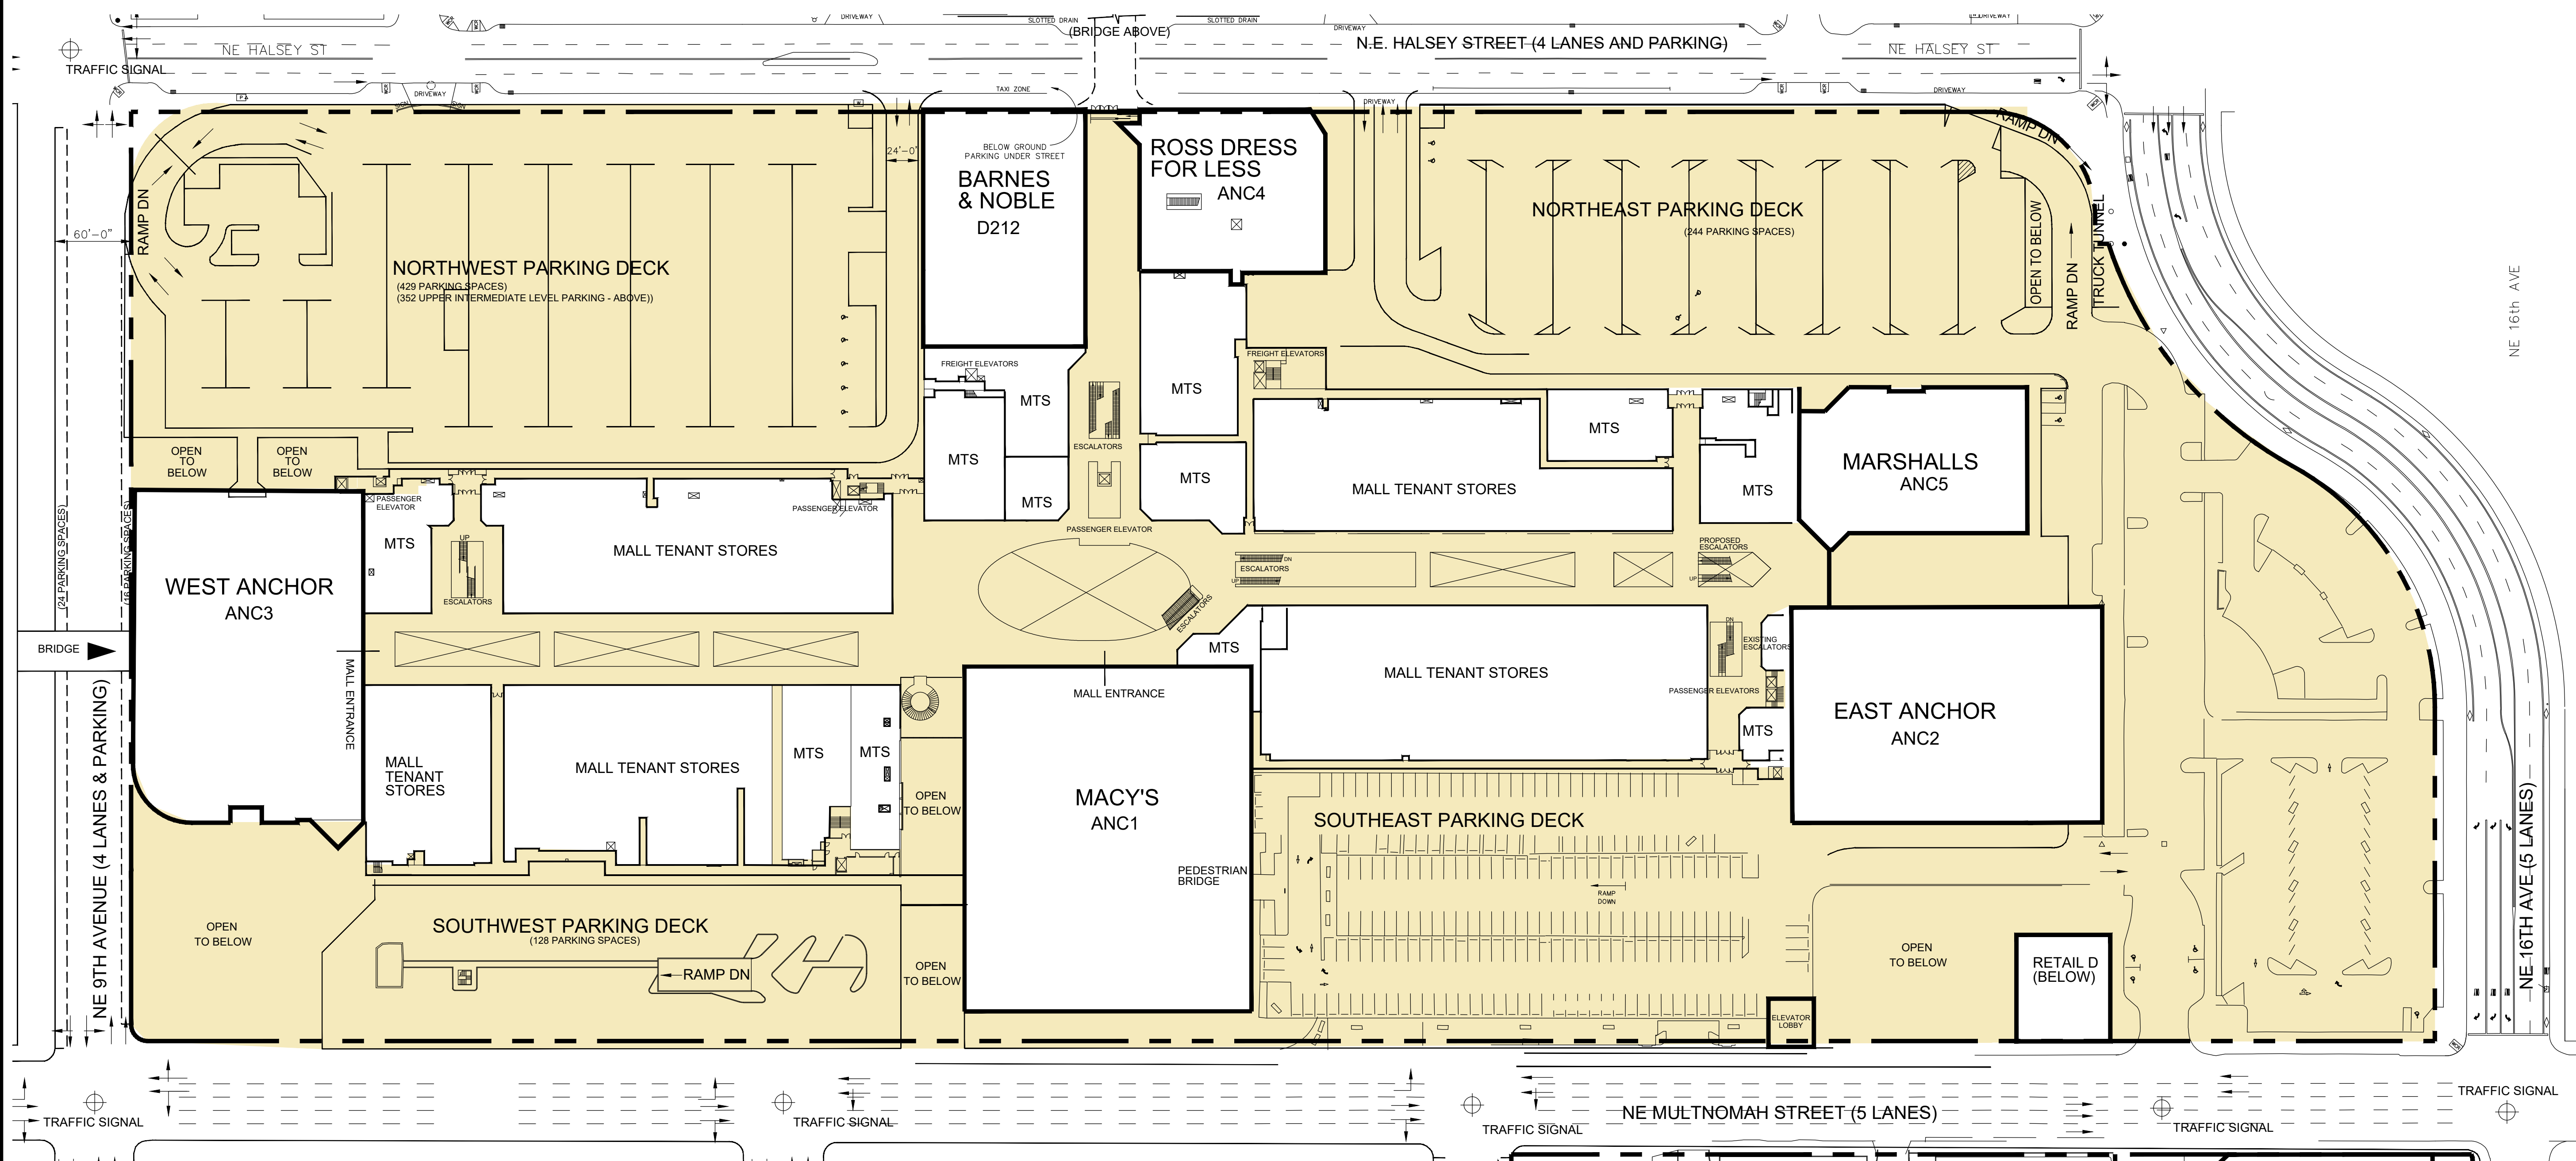 DRIVEWAY
SLOTTED DRAIN
SLOTTED DRAIN
DRIVEWAY
DRIVEWAY
DRIVEWAY
(BRIDGE ABOVE)
NE HALSEY ST
N.E. HALSEY STREET (4 LANES AND PARKING)
NE HALSEY ST
TRAFFIC SIGNAL
DRIVEWAY
TAXI ZONE
DRIVEWAY
DRIVEWAY
RAMP DN
24'-0"
BELOW GROUND
PARKING UNDER STREET
BARNES
& NOBLE
D212
ROSS DRESS
FOR LESS
ANC4
RAMP DN
60'-0"
NORTHWEST PARKING DECK
(429 PARKING SPACES)
(352 UPPER INTERMEDIATE LEVEL PARKING - ABOVE))
NORTHEAST PARKING DECK
(244 PARKING SPACES)
OPEN TO BELOW
RAMP DN
TRUCK TUNNEL
NE 16th AVE
FREIGHT ELEVATORS
MTS
MTS
MTS
ESCALATORS
PASSENGER ELEVATOR
MTS
MTS
FREIGHT ELEVATORS
MTS
MALL TENANT STORES
MTS
MARSHALLS
ANC5
OPEN
TO
BELOW
OPEN
TO
BELOW
PASSENGER
ELEVATOR
PASSENGER ELEVATOR
(24 PARKING SPACES)
(16 PARKING SPACES)
MTS
UP
ESCALATORS
MALL TENANT STORES
WEST ANCHOR
ANC3
DN
ESCALATORS
UP
ESCALATORS
PROPOSED
ESCALATORS
UP
BRIDGE
MALL ENTRANCE
MTS
MALL ENTRANCE
MALL TENANT STORES
DN
EXISTING
ESCALATORS
PASSENGER ELEVATORS
MTS
EAST ANCHOR
ANC2
NE 9TH AVENUE (4 LANES & PARKING)
MALL
TENANT
STORES
MALL TENANT STORES
MTS
MTS
OPEN
TO BELOW
MACY'S
ANC1
PEDESTRIAN
BRIDGE
SOUTHEAST PARKING DECK
RAMP
DOWN
NE 16TH AVE (5 LANES)
OPEN
TO BELOW
SOUTHWEST PARKING DECK
(128 PARKING SPACES)
RAMP DN
OPEN
TO BELOW
OPEN
TO BELOW
RETAIL D
(BELOW)
ELEVATOR
LOBBY
TRAFFIC SIGNAL
TRAFFIC SIGNAL
TRAFFIC SIGNAL
NE MULTNOMAH STREET (5 LANES)
TRAFFIC SIGNAL
TRAFFIC SIGNAL